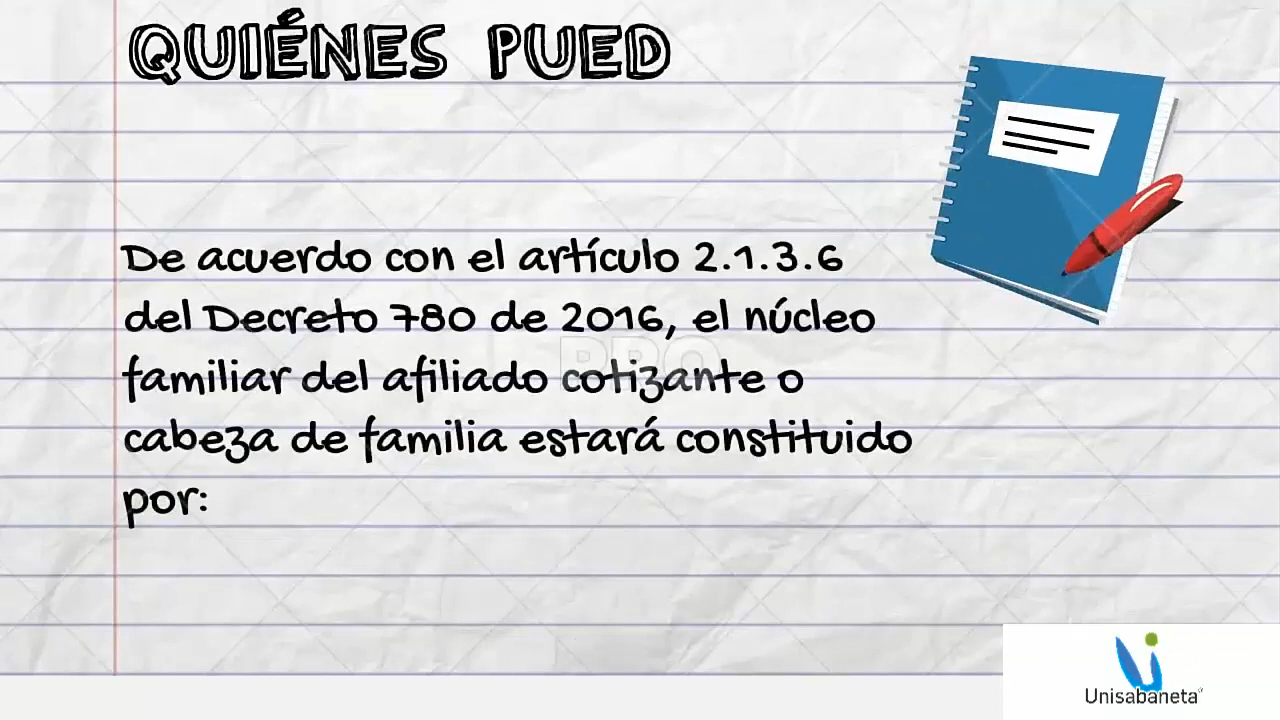 QUIÉNES PUED
De acuerdo con el artículo 2.1.3.6
del Decreto 780 de 2016, el núcleo
familiar del afiliado cotizante o
cabeza de familia estará constituido
por:
PRO
Unisabaneta